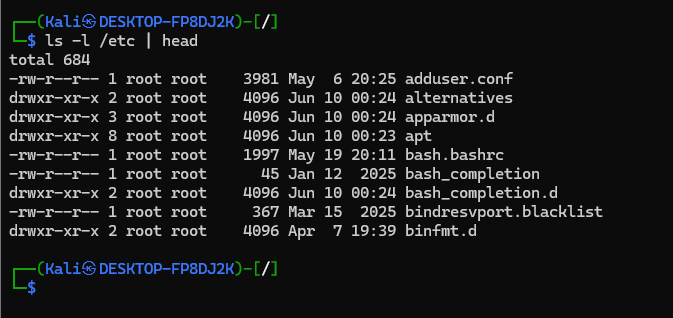 ┌──(Kali㉿DESKTOP-FP8DJ2K)-[/]
└─$ ls -l /etc | head
total 684
-rw-r--r-- 1 root root    3981 May  6 20:25 adduser.conf
drwxr-xr-x 2 root root    4096 Jun 10 00:24 alternatives
drwxr-xr-x 3 root root    4096 Jun 10 00:24 apparmor.d
drwxr-xr-x 8 root root    4096 Jun 10 00:23 apt
-rw-r--r-- 1 root root    1997 May 19 20:11 bash.bashrc
-rw-r--r-- 1 root root      45 Jan 12  2025 bash_completion
drwxr-xr-x 2 root root    4096 Jun 10 00:24 bash_completion.d
-rw-r--r-- 1 root root     367 Mar 15  2025 bindresvport.blacklist
drwxr-xr-x 2 root root    4096 Apr  7 19:39 binfmt.d
┌──(Kali㉿DESKTOP-FP8DJ2K)-[/]
└─$